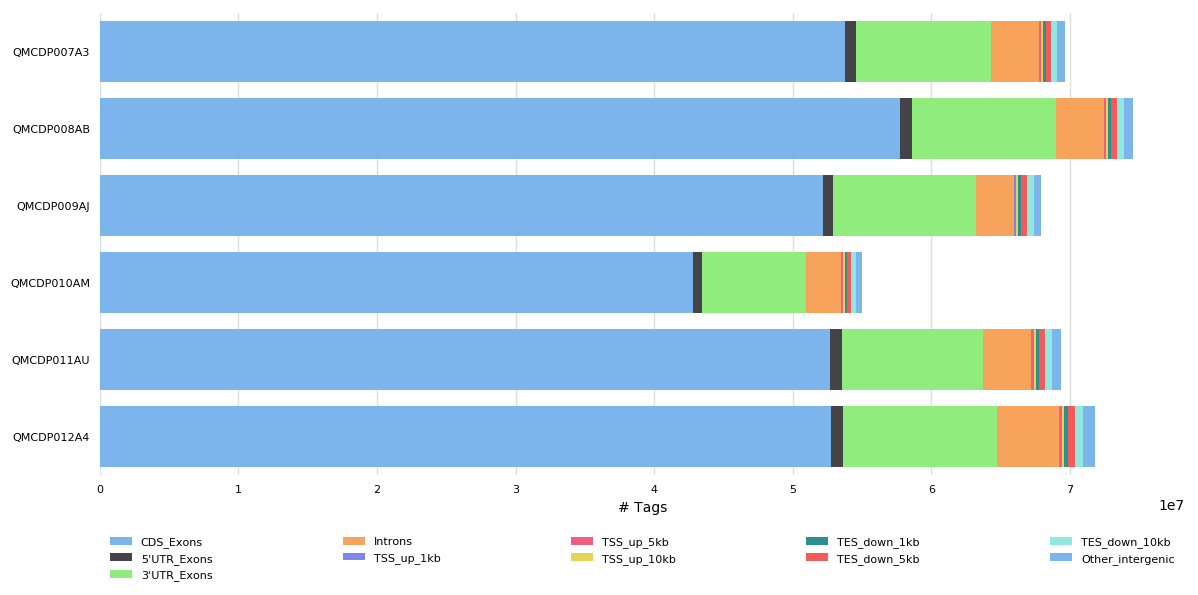 QMCDP007A3
QMCDP008AB
QMCDP009AJ
QMCDP010AM
QMCDP011AU
QMCDP012A4
0 1 2 3 4 5 6 7
# Tags
1e7
CDS_Exons Introns TSS_up_5kb TES_down_1kb TES_down_10kb
5'UTR_Exons TSS_up_1kb TSS_up_10kb TES_down_5kb Other_intergenic
3'UTR_Exons